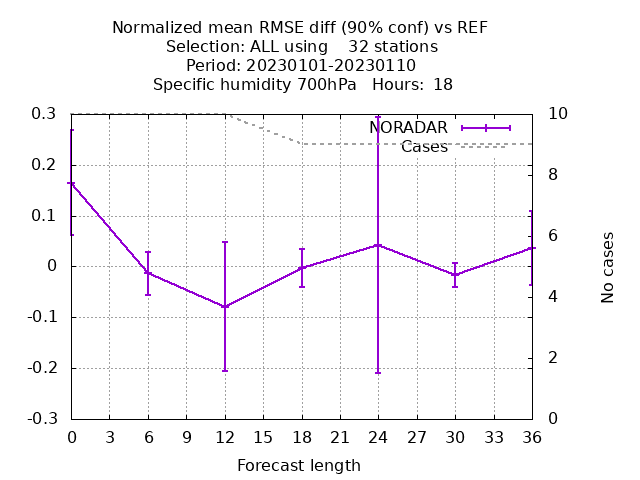 Normalized mean RMSE diff (90% conf) vs REF
Selection: ALL using    32 stations
Period: 20230101-20230110
Specific humidity 700hPa   Hours:  18
0.3
0.2
0.1
0
-0.1
-0.2
-0.3
NORADAR
Cases
10
8
6
4
2
0
No cases
0 3 6 9 12 15 18 21 24 27 30 33 36
Forecast length